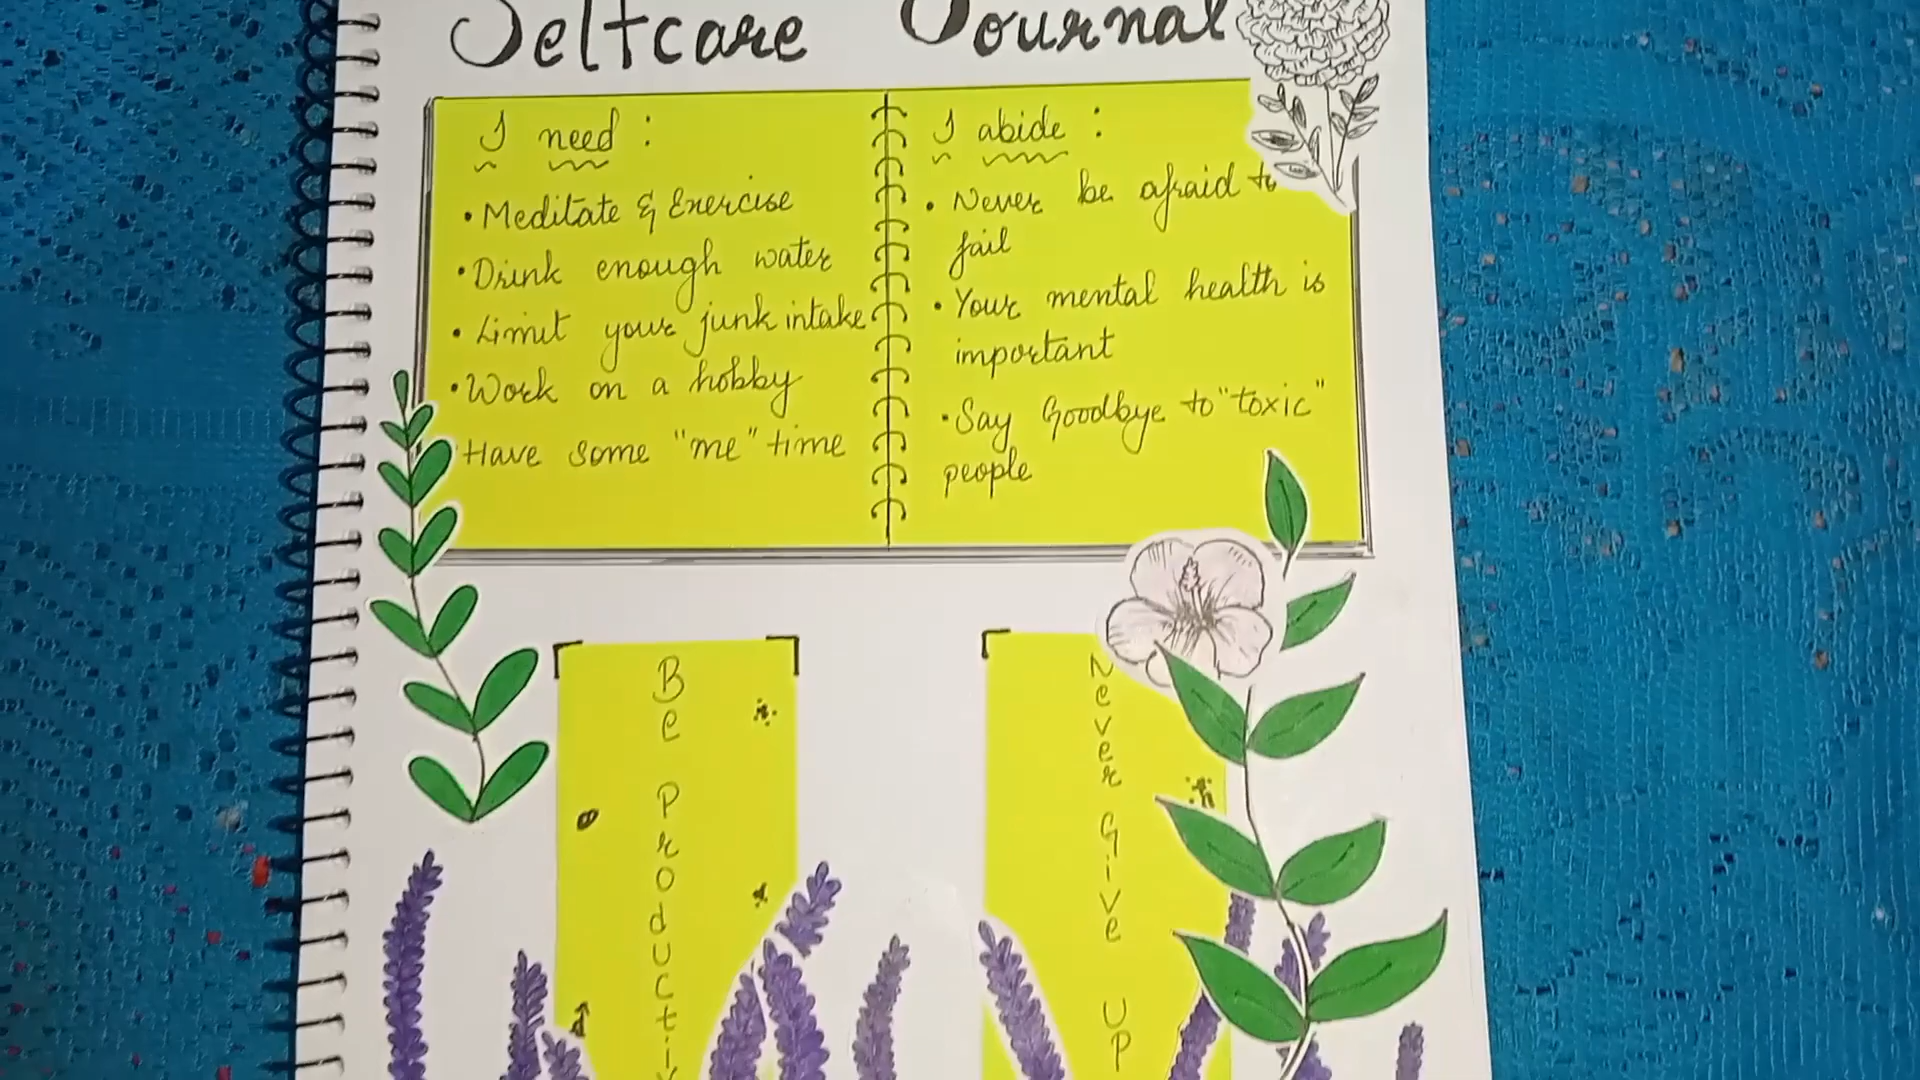 Selfcare Journal
I need :
• Meditate & Exercise
• Drink enough water
• Limit your junk intake
• Work on a hobby
Have some "me" time
I abide :
• Never be afraid to
fail
• Your mental health is
important
• Say Goodbye to "toxic"
people
Be Productiv
Never Give UP